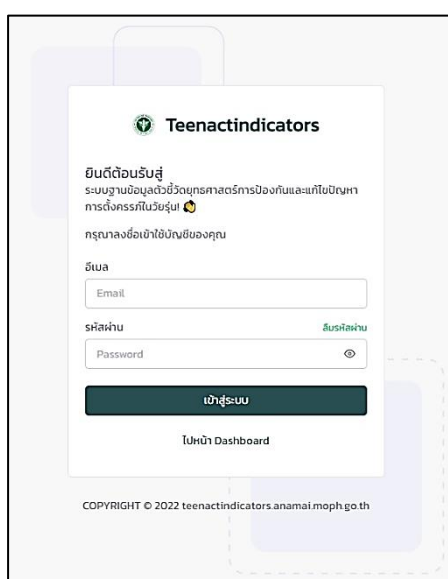 Teenactindicators
ยินดีต้อนรับสู่
ระบบฐานข้อมูลตัวชี้วัดยุทธศาสตร์การป้องกันและแก้ไขปัญหา
การตั้งครรภ์ในวัยรุ่น!
กรุณาลงชื่อเข้าใช้บัญชีของคุณ
อีเมล
Email
รหัสผ่าน ลืมรหัสผ่าน
Password
เข้าสู่ระบบ
ไปหน้า Dashboard
COPYRIGHT © 2022 teenactindicators.anamai.moph.go.th